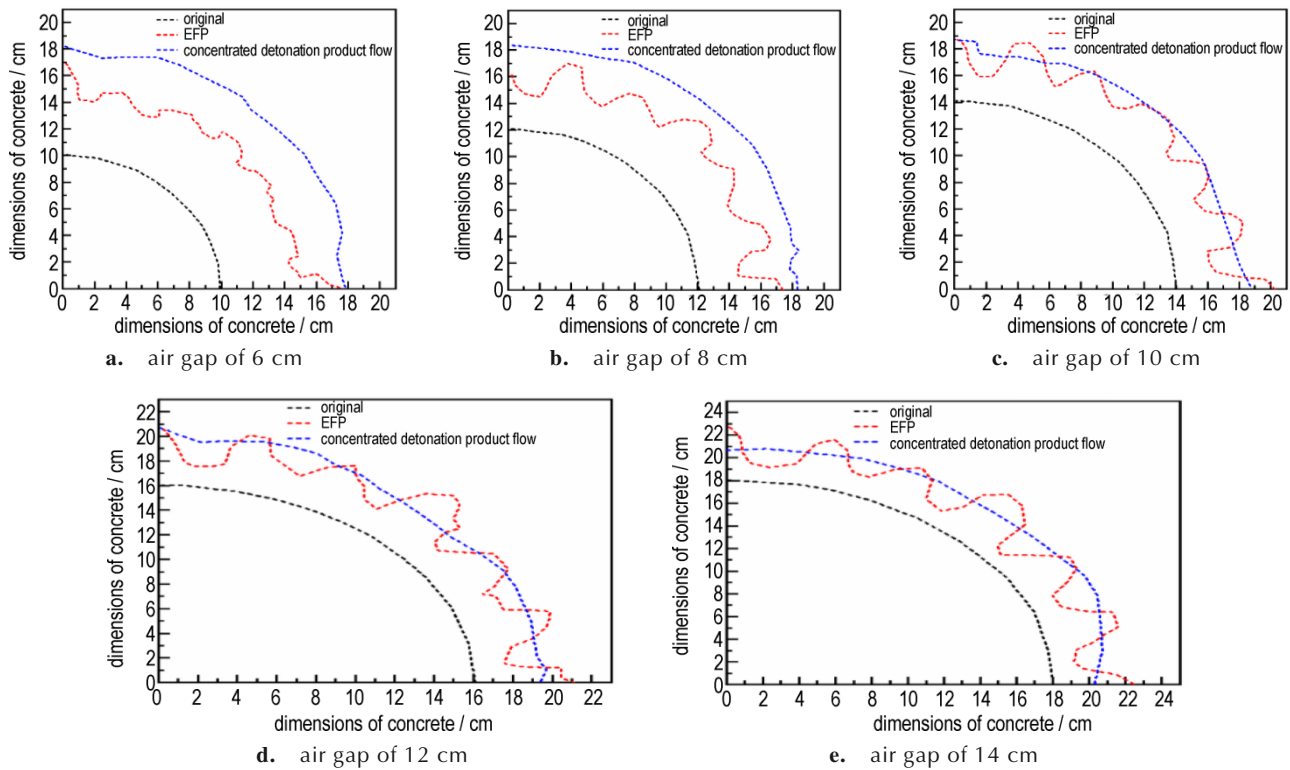 original
EFP
concentrated detonation product flow
dimensions of concrete / cm
20
18
16
14
12
10
8
6
4
2
0
0 2 4 6 8 10 12 14 16 18 20
dimensions of concrete / cm
a. air gap of 6 cm
original
EFP
concentrated detonation product flow
dimensions of concrete / cm
20
18
16
14
12
10
8
6
4
2
0
0 2 4 6 8 10 12 14 16 18 20
dimensions of concrete / cm
b. air gap of 8 cm
original
EFP
concentrated detonation product flow
dimensions of concrete / cm
20
18
16
14
12
10
8
6
4
2
0
0 2 4 6 8 10 12 14 16 18 20
dimensions of concrete / cm
c. air gap of 10 cm
original
EFP
concentrated detonation product flow
dimensions of concrete / cm
22
20
18
16
14
12
10
8
6
4
2
0
0 2 4 6 8 10 12 14 16 18 20 22
dimensions of concrete / cm
d. air gap of 12 cm
original
EFP
concentrated detonation product flow
dimensions of concrete / cm
24
22
20
18
16
14
12
10
8
6
4
2
0
0 2 4 6 8 10 12 14 16 18 20 22 24
dimensions of concrete / cm
e. air gap of 14 cm